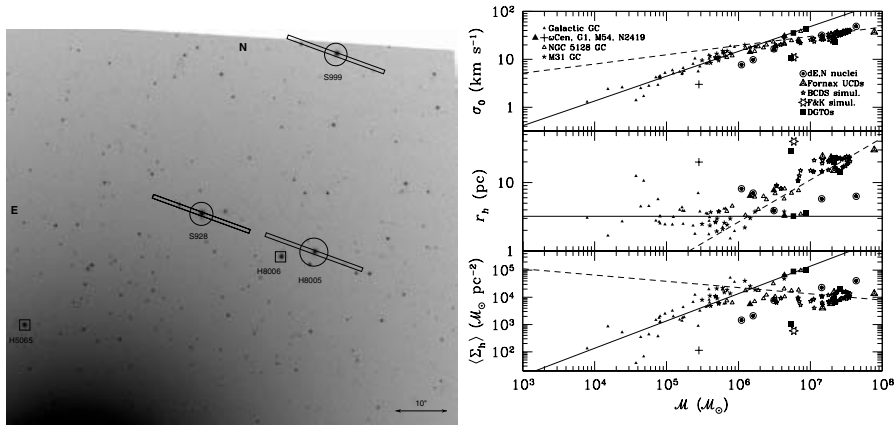 N
S999
E
S928
H8006
H8005
H5065
10"
σ₀ (km s⁻¹)
10²
10
1
Galactic GC
ωCen, G1, M54, N2419
NGC 5128 GC
M31 GC
dE,N nuclei
Fornax UCDs
BCDS simul.
F&K simul.
DGTOs
r_h (pc)
10
1
⟨Σ_h⟩ (ℳ⊙ pc⁻²)
10⁵
10⁴
10³
10²
10³ 10⁴ 10⁵ 10⁶ 10⁷ 10⁸
ℳ (ℳ⊙)